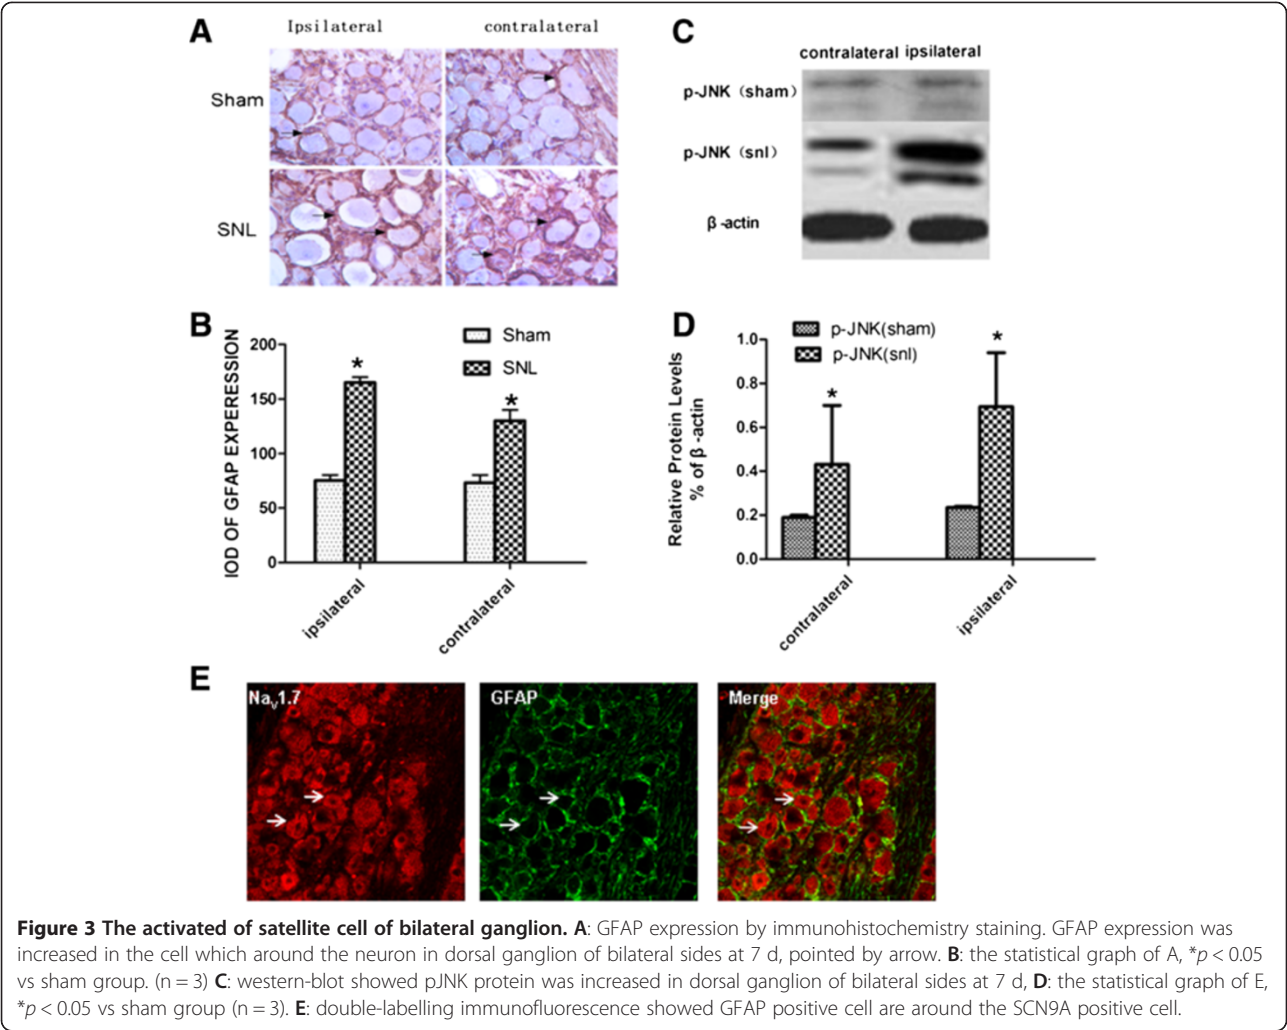 A
Ipsilateral
contralateral
Sham
SNL
C
contralateral ipsilateral
p-JNK (sham)
p-JNK (snl)
β-actin
B
IOD OF GFAP EXPERESSION
200
150
100
50
0
Sham
SNL
*
*
ipsilateral
contralateral
D
Relative Protein Levels
% of β-actin
1.0
0.8
0.6
0.4
0.2
0.0
p-JNK(sham)
p-JNK(snl)
*
*
contralateral
ipsilateral
E
NaV1.7
GFAP
Merge
Figure 3 The activated of satellite cell of bilateral ganglion. A: GFAP expression by immunohistochemistry staining. GFAP expression was
increased in the cell which around the neuron in dorsal ganglion of bilateral sides at 7 d, pointed by arrow. B: the statistical graph of A, *p < 0.05
vs sham group. (n = 3) C: western-blot showed pJNK protein was increased in dorsal ganglion of bilateral sides at 7 d, D: the statistical graph of E,
*p < 0.05 vs sham group (n = 3). E: double-labelling immunofluorescence showed GFAP positive cell are around the SCN9A positive cell.